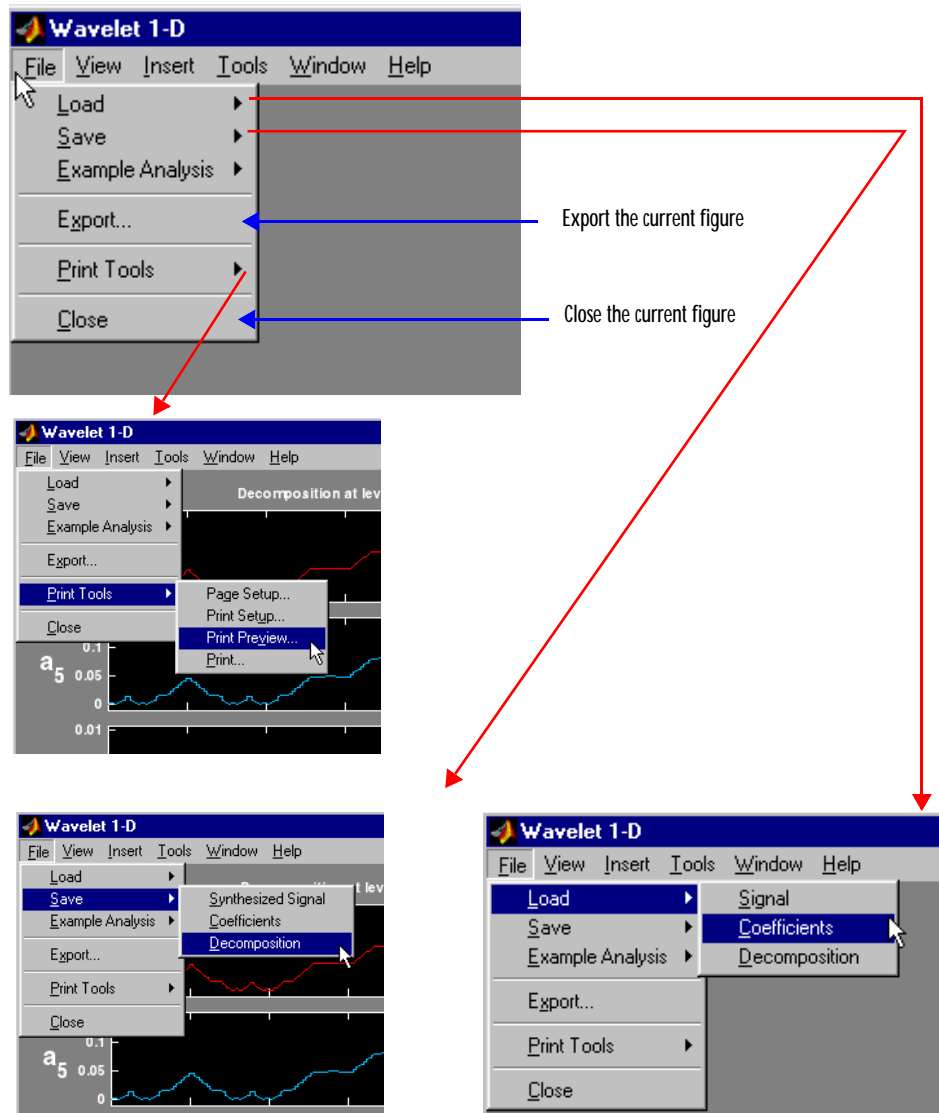 Wavelet 1-D
File View Insert Tools Window Help
Load
Save
Example Analysis
Export...
Print Tools
Close
Export the current figure
Close the current figure
Wavelet 1-D
File View Insert Tools Window Help
Load
Save
Example Analysis
Export...
Print Tools
Close
Decomposition at lev
Page Setup...
Print Setup...
Print Preview...
Print...
a5
0.1
0.05
0
0.01
Wavelet 1-D
File View Insert Tools Window Help
Load
Save
Example Analysis
Export...
Print Tools
Close
Synthesized Signal
Coefficients
Decomposition
t lev
a5
0.1
0.05
0
Wavelet 1-D
File View Insert Tools Window Help
Load
Save
Example Analysis
Export...
Print Tools
Close
Signal
Coefficients
Decomposition